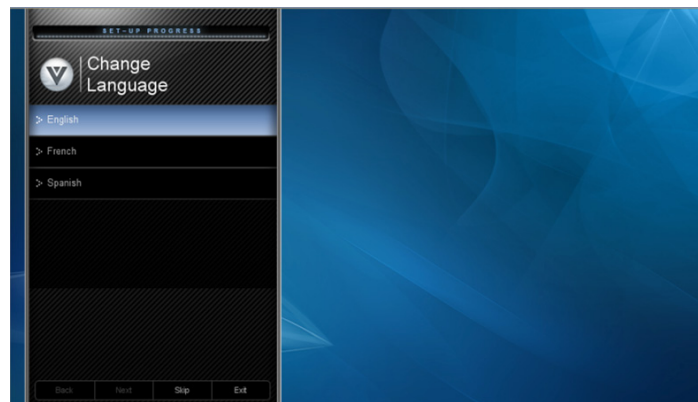 SET-UP PROGRESS
Change
Language
English
French
Spanish
Back Next Skip Exit